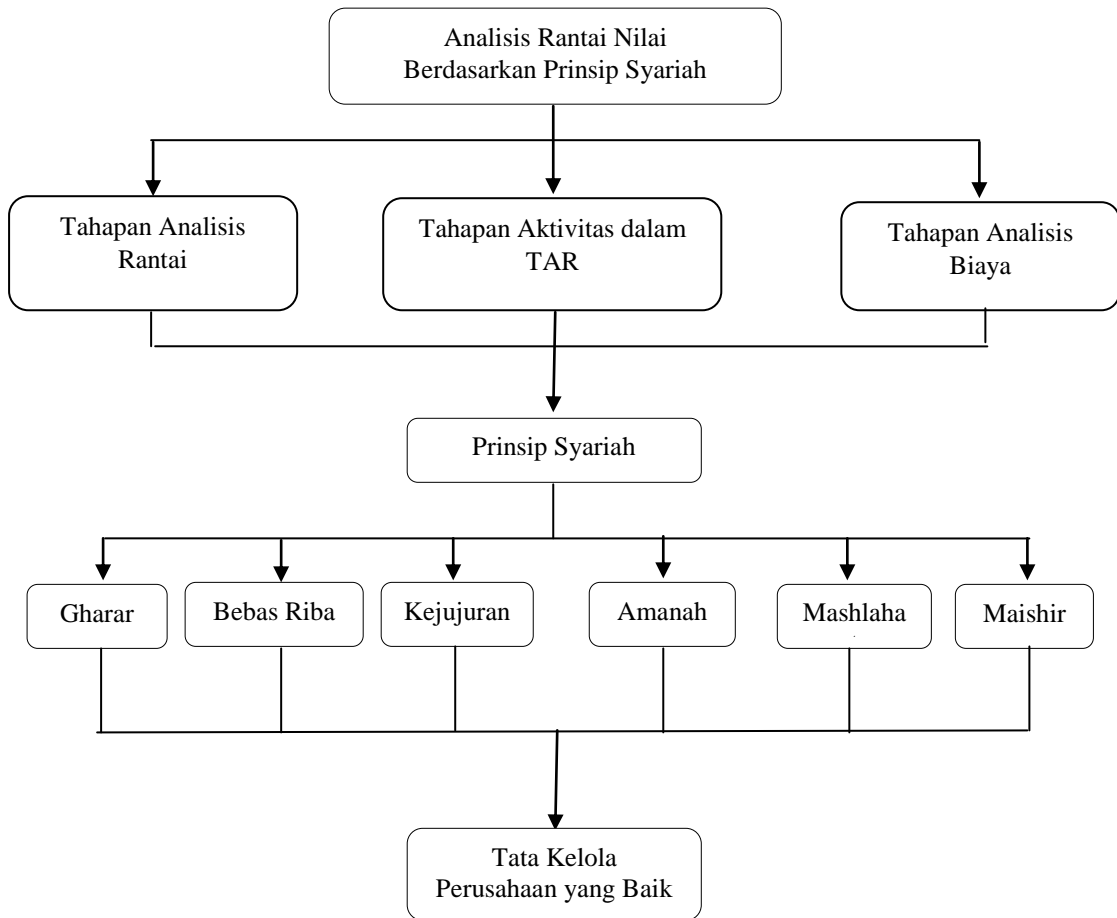 Analisis Rantai Nilai
Berdasarkan Prinsip Syariah
Tahapan Analisis
Rantai
Tahapan Aktivitas dalam
TAR
Tahapan Analisis
Biaya
Prinsip Syariah
Gharar
Bebas Riba
Kejujuran
Amanah
Mashlaha
Maishir
Tata Kelola
Perusahaan yang Baik